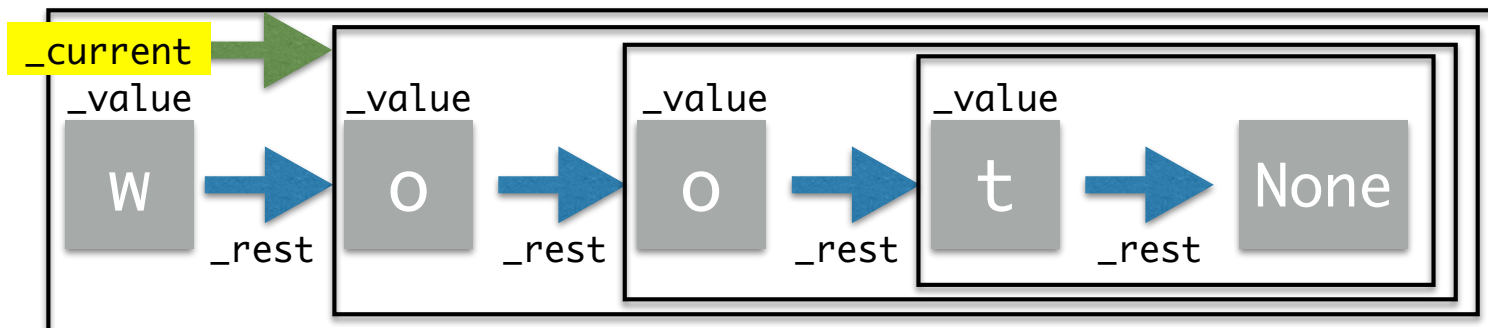 _current
_value _value _value _value
w o o t None
_rest _rest _rest _rest